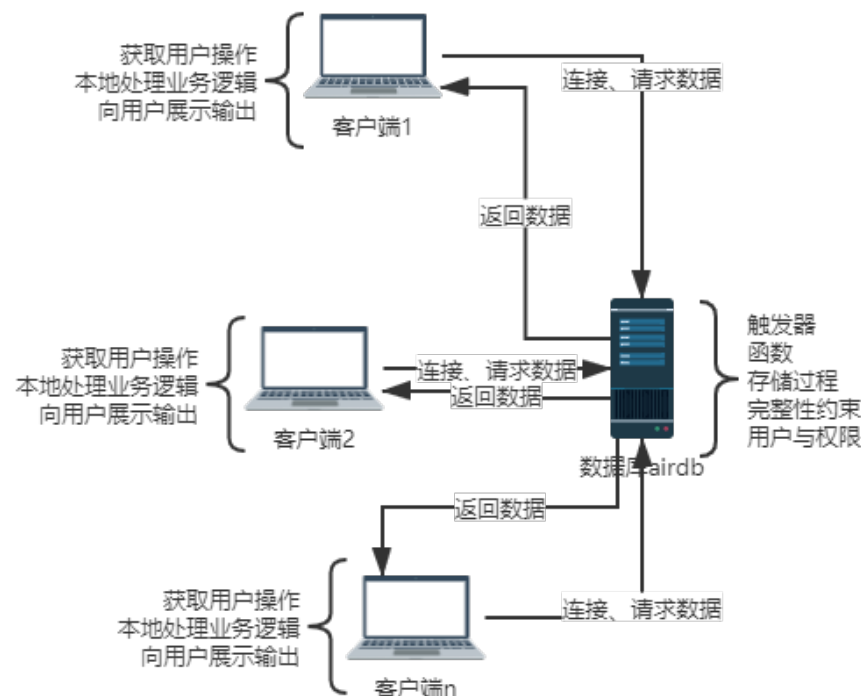 获取用户操作
本地处理业务逻辑
向用户展示输出
客户端1
连接、请求数据
返回数据
获取用户操作
本地处理业务逻辑
向用户展示输出
客户端2
连接、请求数据
返回数据
触发器
函数
存储过程
完整性约束
用户与权限
数据库airdb
返回数据
获取用户操作
本地处理业务逻辑
向用户展示输出
客户端n
连接、请求数据